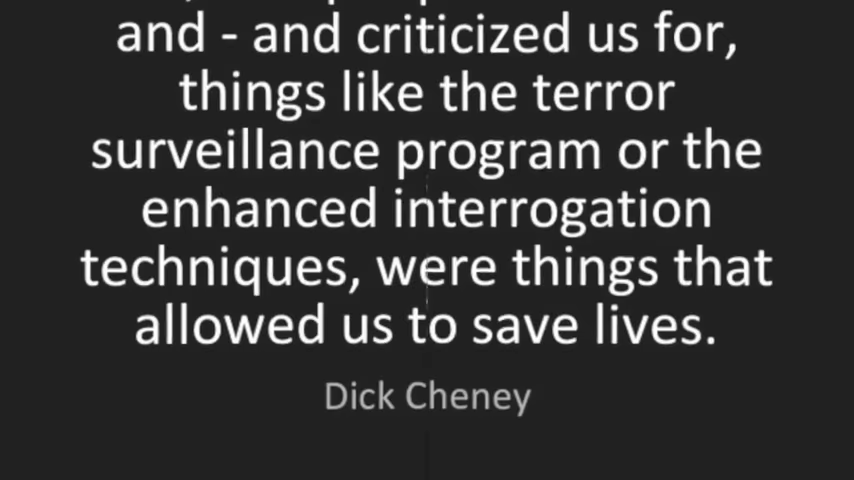 and - and criticized us for,
things like the terror
surveillance program or the
enhanced interrogation
techniques, were things that
allowed us to save lives.
Dick Cheney